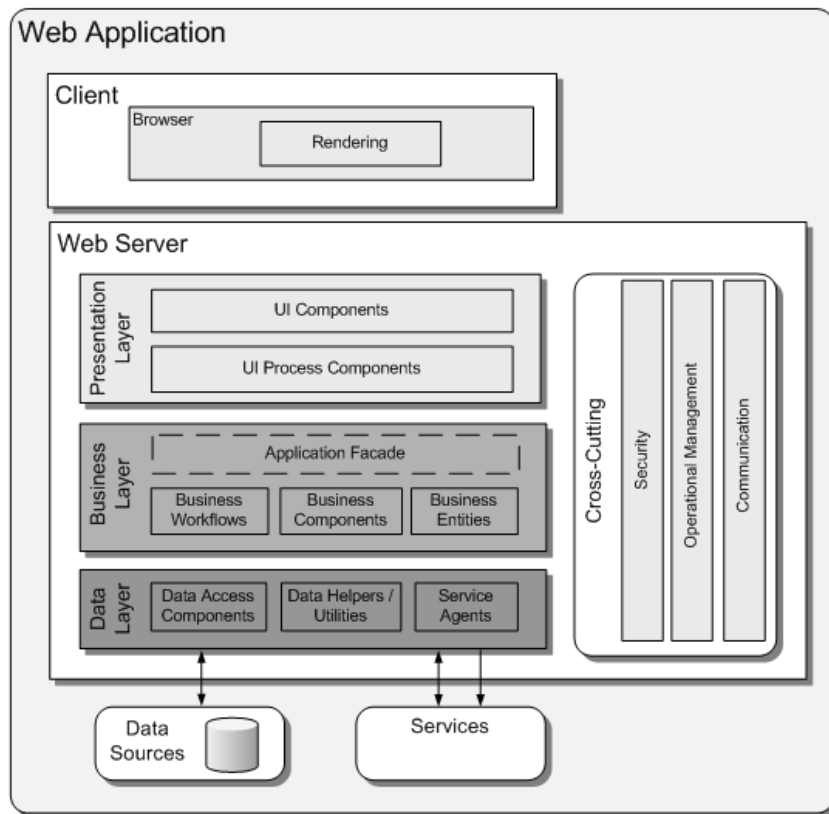 Web Application
Client
Browser
Rendering
Web Server
Presentation
Layer
UI Components
UI Process Components
Business
Layer
Application Facade
Business
Workflows
Business
Components
Business
Entities
Data
Layer
Data Access
Components
Data Helpers /
Utilities
Service
Agents
Cross-Cutting
Security
Operational Management
Communication
Data
Sources
Services